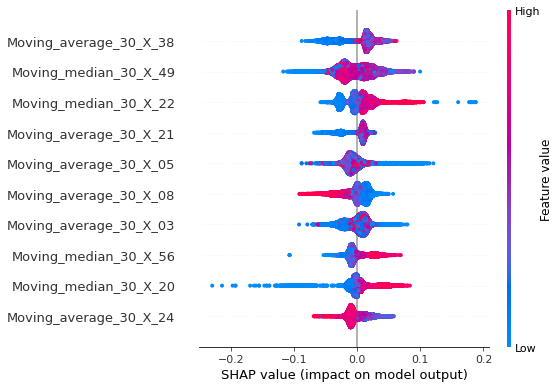 High
Moving_average_30_X_38
Moving_median_30_X_49
Moving_median_30_X_22
Moving_average_30_X_21
Moving_average_30_X_05
Moving_average_30_X_08
Moving_average_30_X_03
Moving_median_30_X_56
Moving_median_30_X_20
Moving_average_30_X_24
Feature value
Low
−0.2 −0.1 0.0 0.1 0.2
SHAP value (impact on model output)